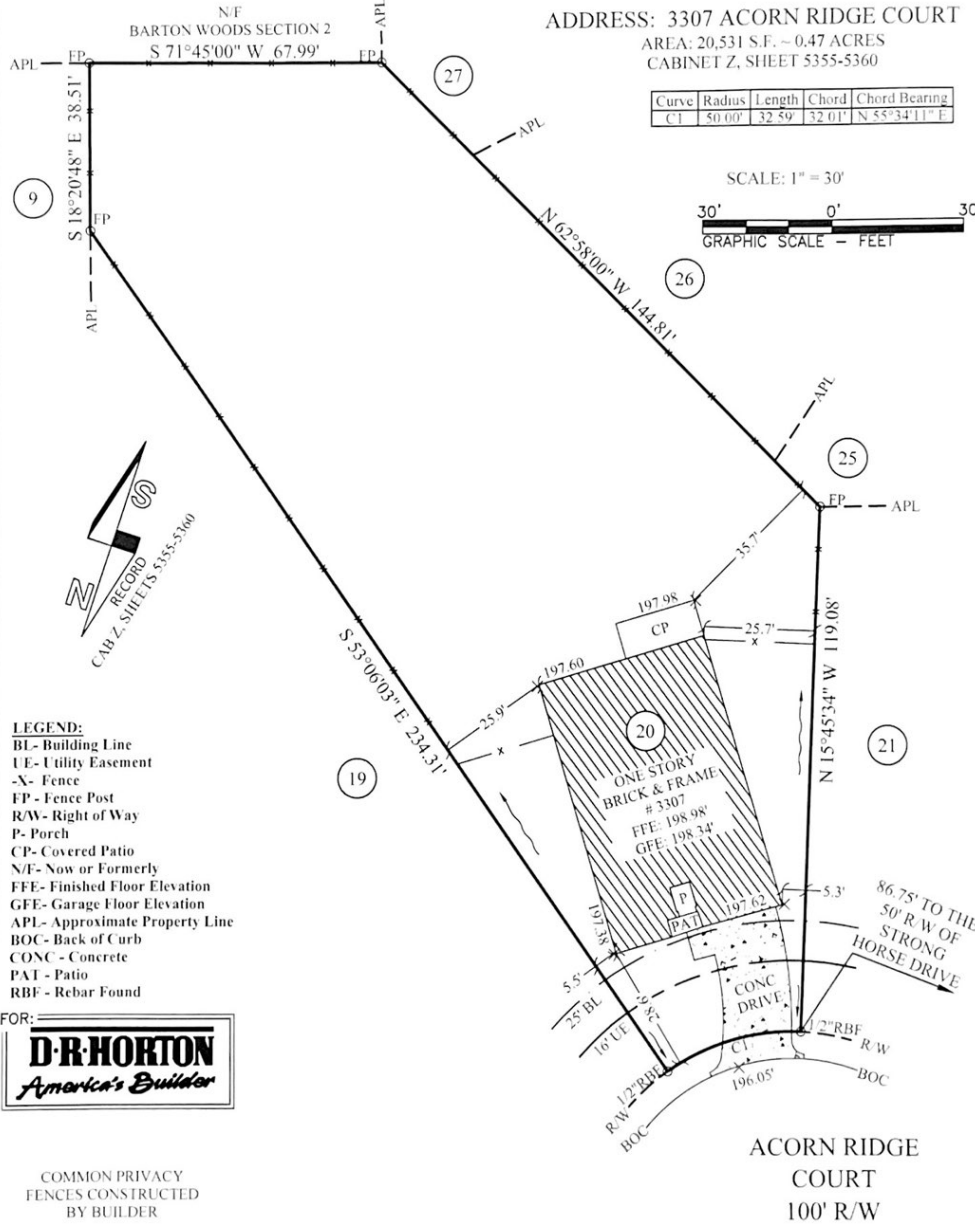 N/F
BARTON WOODS SECTION 2
S 71°45'00" W 67.99'
APL
FP
FP
APL
ADDRESS: 3307 ACORN RIDGE COURT
AREA: 20,531 S.F. ~ 0.47 ACRES
CABINET Z, SHEET 5355-5360
Curve Radius Length Chord Chord Bearing
C1 50.00' 32.59' 32.01' N 55°34'11" E
SCALE: 1" = 30'
30' 0' 30
GRAPHIC SCALE - FEET
27
APL
S 18°20'48" E 38.51'
9
FP
APL
N 62°58'00" W 144.81'
26
APL
25
FP
APL
S
N
RECORD
CAB Z, SHEETS 5355-5360
35.7'
197.98
CP
25.7'
x
197.60
S 53°06'03" E 234.31'
25.9'
x
N 15°45'34" W 119.08'
20
21
19
ONE STORY
BRICK & FRAME
# 3307
FFE: 198.98'
GFE: 198.34'
P
PAT
197.62
5.3'
197.38
5.5'
25' BL
16' UE
28.9'
CONC
DRIVE
86.75' TO THE
50' R/W OF
STRONG
HORSE DRIVE
1/2"RBF
R/W
C1
BOC
196.05'
1/2"RBF
R/W
BOC
LEGEND:
BL- Building Line
UE- Utility Easement
-X- Fence
FP - Fence Post
R/W- Right of Way
P- Porch
CP- Covered Patio
N/F- Now or Formerly
FFE- Finished Floor Elevation
GFE- Garage Floor Elevation
APL- Approximate Property Line
BOC- Back of Curb
CONC - Concrete
PAT - Patio
RBF - Rebar Found
FOR:
D·R·HORTON
America's Builder
COMMON PRIVACY
FENCES CONSTRUCTED
BY BUILDER
ACORN RIDGE
COURT
100' R/W